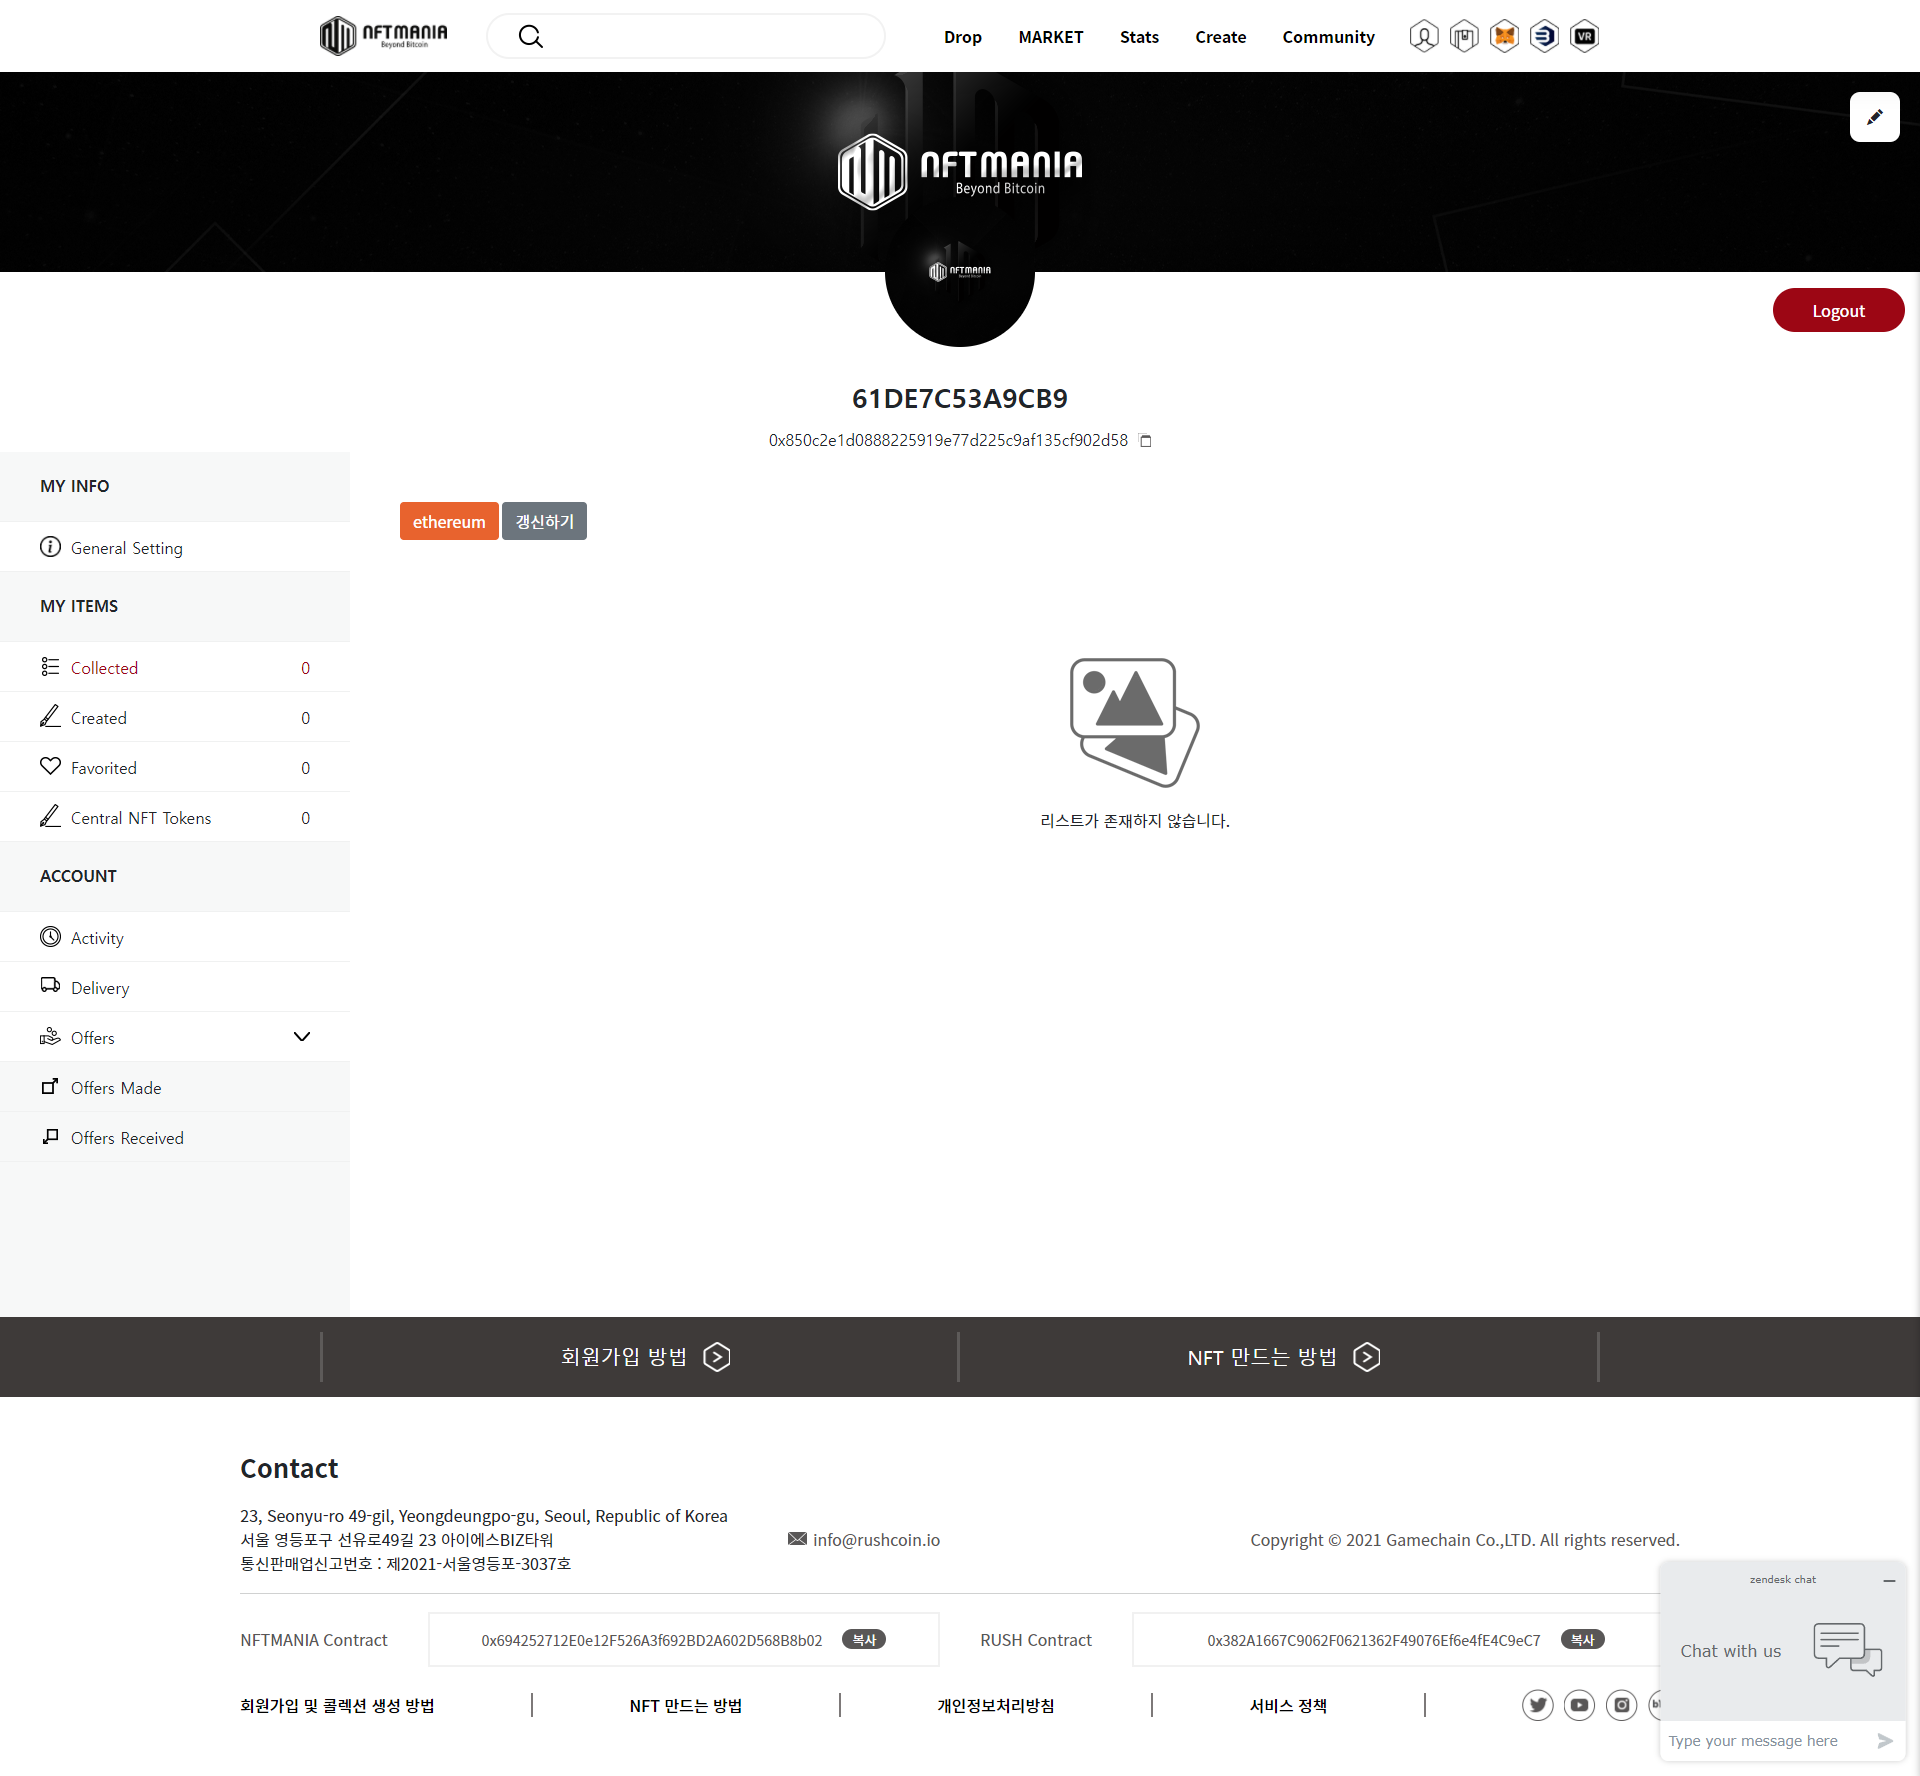 NFTMANIA
Beyond Bitcoin
Drop
MARKET
Stats
Create
Community
VR
NFTMANIA
Beyond Bitcoin
NFTMANIA
Logout
61DE7C53A9CB9
0x850c2e1d0888225919e77d225c9af135cf902d58
MY INFO
General Setting
MY ITEMS
Collected 0
Created 0
Favorited 0
Central NFT Tokens 0
ACCOUNT
Activity
Delivery
Offers
Offers Made
Offers Received
ethereum
갱신하기
리스트가 존재하지 않습니다.
회원가입 방법
NFT 만드는 방법
Contact
23, Seonyu-ro 49-gil, Yeongdeungpo-gu, Seoul, Republic of Korea
서울 영등포구 선유로49길 23 아이에스BIZ타워
통신판매업신고번호 : 제2021-서울영등포-3037호
info@rushcoin.io
Copyright © 2021 Gamechain Co.,LTD. All rights reserved.
NFTMANIA Contract
0x694252712E0e12F526A3f692BD2A602D568B8b02 복사
RUSH Contract
0x382A1667C9062F0621362F49076Ef6e4fE4C9eC7 복사
회원가입 및 콜렉션 생성 방법
NFT 만드는 방법
개인정보처리방침
서비스 정책
zendesk chat
Chat with us
Type your message here